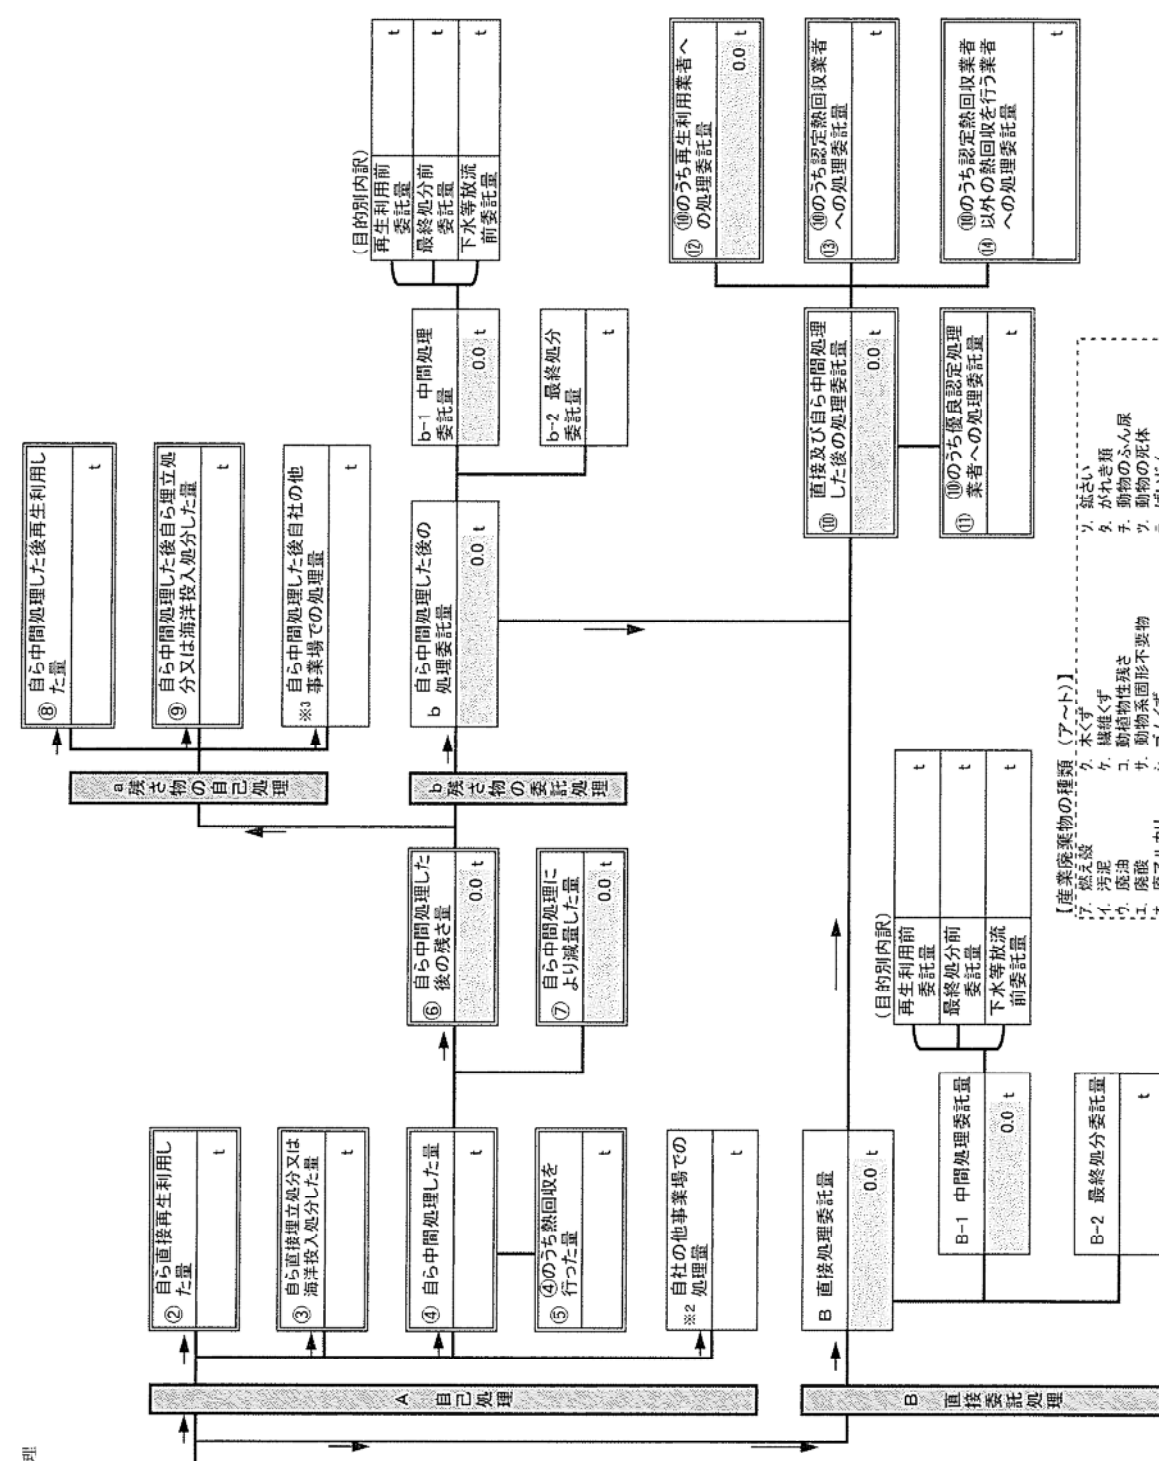 理
A 自己処理
② 自ら直接再生利用し
た量
t
③ 自ら直接埋立処分又は
海洋投入処分した量
t
④ 自ら中間処理した量
t
⑤ ④のうち熱回収を
行った量
t
※2 自社の他事業場での
処理量
t
⑥ 自ら中間処理した
後の残さ量
0.0 t
⑦ 自ら中間処理に
より減量した量
0.0 t
a 残さ物の自己処理
⑧ 自ら中間処理した後再生利用し
た量
t
⑨ 自ら中間処理した後自ら埋立処
分又は海洋投入処分した量
t
※3 自ら中間処理した後自社の他
事業場での処理量
t
b 残さ物の委託処理
b 自ら中間処理した後の
処理委託量
0.0 t
b-1 中間処理
委託量
0.0 t
b-2 最終処分
委託量
t
(目的別内訳)
再生利用前
委託量
t
最終処分前
委託量
t
下水等放流
前委託量
t
B 直接委託処理
B 直接処理委託量
0.0 t
B-1 中間処理委託量
0.0 t
B-2 最終処分委託量
t
(目的別内訳)
再生利用前
委託量
t
最終処分前
委託量
t
下水等放流
前委託量
t
⑩ 直接及び自ら中間処理
した後の処理委託量
0.0 t
⑪ ⑩のうち優良認定処理
業者への処理委託量
t
⑫ ⑩のうち再生利用業者へ
の処理委託量
0.0 t
⑬ ⑩のうち認定熱回収業者
への処理委託量
t
⑭ ⑩のうち認定熱回収業者
以外の熱回収を行う業者
への処理委託量
t
【産業廃棄物の種類 (ア～ト)】
ア. 燃え殻
イ. 汚泥
ウ. 廃油
エ. 廃酸
ク. 木くず
ケ. 繊維くず
コ. 動植物性残さ
サ. 動物系固形不要物
ソ. 鉱さい
タ. がれき類
チ. 動物のふん尿
ツ. 動物の死体